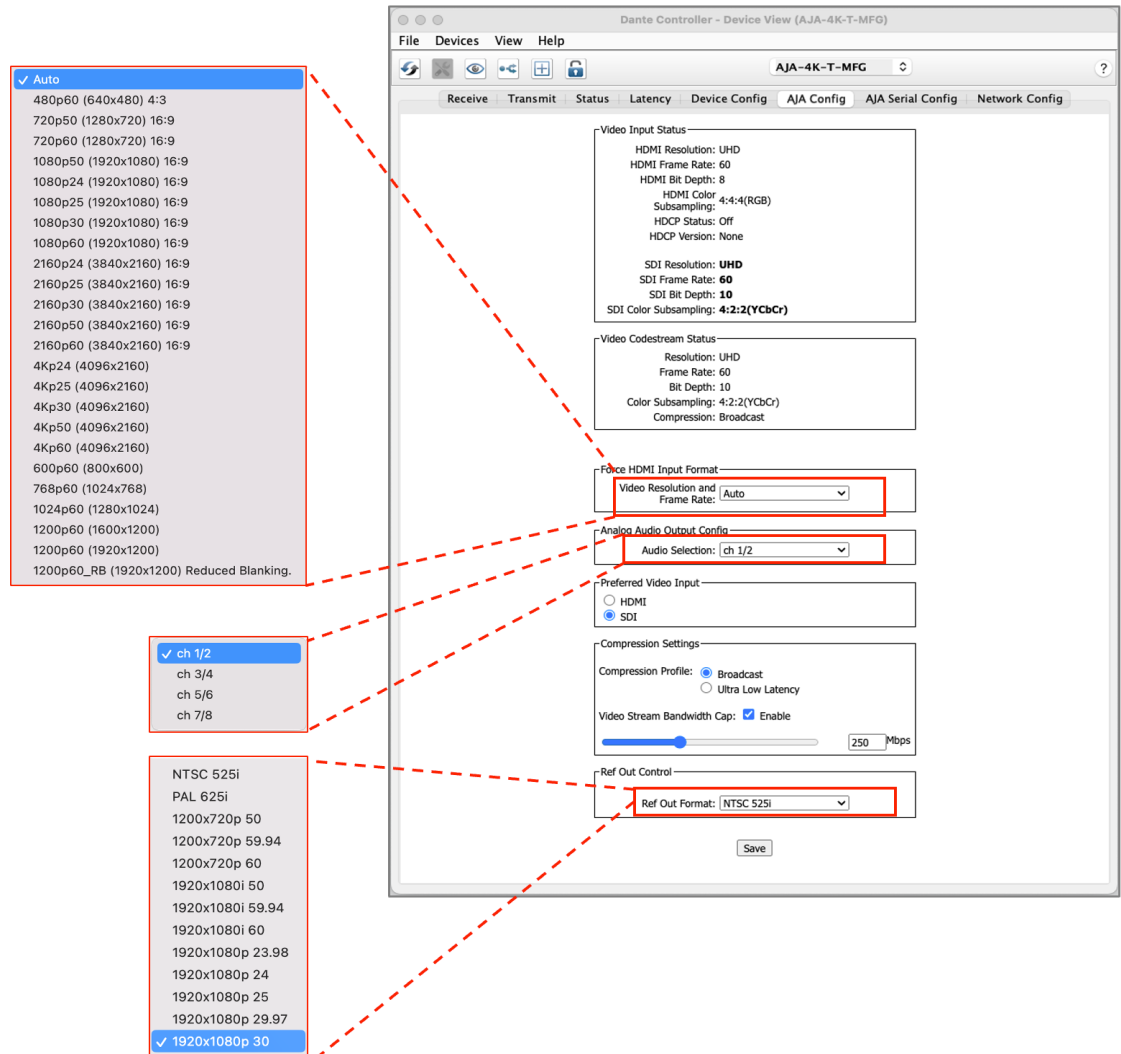 Dante Controller - Device View (AJA-4K-T-MFG)
File Devices View Help
AJA-4K-T-MFG
?
Receive Transmit Status Latency Device Config AJA Config AJA Serial Config Network Config
Video Input Status
HDMI Resolution: UHD
HDMI Frame Rate: 60
HDMI Bit Depth: 8
HDMI Color
Subsampling: 4:4:4(RGB)
HDCP Status: Off
HDCP Version: None
SDI Resolution: UHD
SDI Frame Rate: 60
SDI Bit Depth: 10
SDI Color Subsampling: 4:2:2(YCbCr)
Video Codestream Status
Resolution: UHD
Frame Rate: 60
Bit Depth: 10
Color Subsampling: 4:2:2(YCbCr)
Compression: Broadcast
Force HDMI Input Format
Video Resolution and
Frame Rate: Auto
Analog Audio Output Config
Audio Selection: ch 1/2
Preferred Video Input
HDMI
SDI
Compression Settings
Compression Profile: Broadcast
Ultra Low Latency
Video Stream Bandwidth Cap: Enable
250 Mbps
Ref Out Control
Ref Out Format: NTSC 525i
Save
✓ Auto
480p60 (640x480) 4:3
720p50 (1280x720) 16:9
720p60 (1280x720) 16:9
1080p50 (1920x1080) 16:9
1080p24 (1920x1080) 16:9
1080p25 (1920x1080) 16:9
1080p30 (1920x1080) 16:9
1080p60 (1920x1080) 16:9
2160p24 (3840x2160) 16:9
2160p25 (3840x2160) 16:9
2160p30 (3840x2160) 16:9
2160p50 (3840x2160) 16:9
2160p60 (3840x2160) 16:9
4Kp24 (4096x2160)
4Kp25 (4096x2160)
4Kp30 (4096x2160)
4Kp50 (4096x2160)
4Kp60 (4096x2160)
600p60 (800x600)
768p60 (1024x768)
1024p60 (1280x1024)
1200p60 (1600x1200)
1200p60 (1920x1200)
1200p60_RB (1920x1200) Reduced Blanking.
✓ ch 1/2
ch 3/4
ch 5/6
ch 7/8
NTSC 525i
PAL 625i
1200x720p 50
1200x720p 59.94
1200x720p 60
1920x1080i 50
1920x1080i 59.94
1920x1080i 60
1920x1080p 23.98
1920x1080p 24
1920x1080p 25
1920x1080p 29.97
✓ 1920x1080p 30